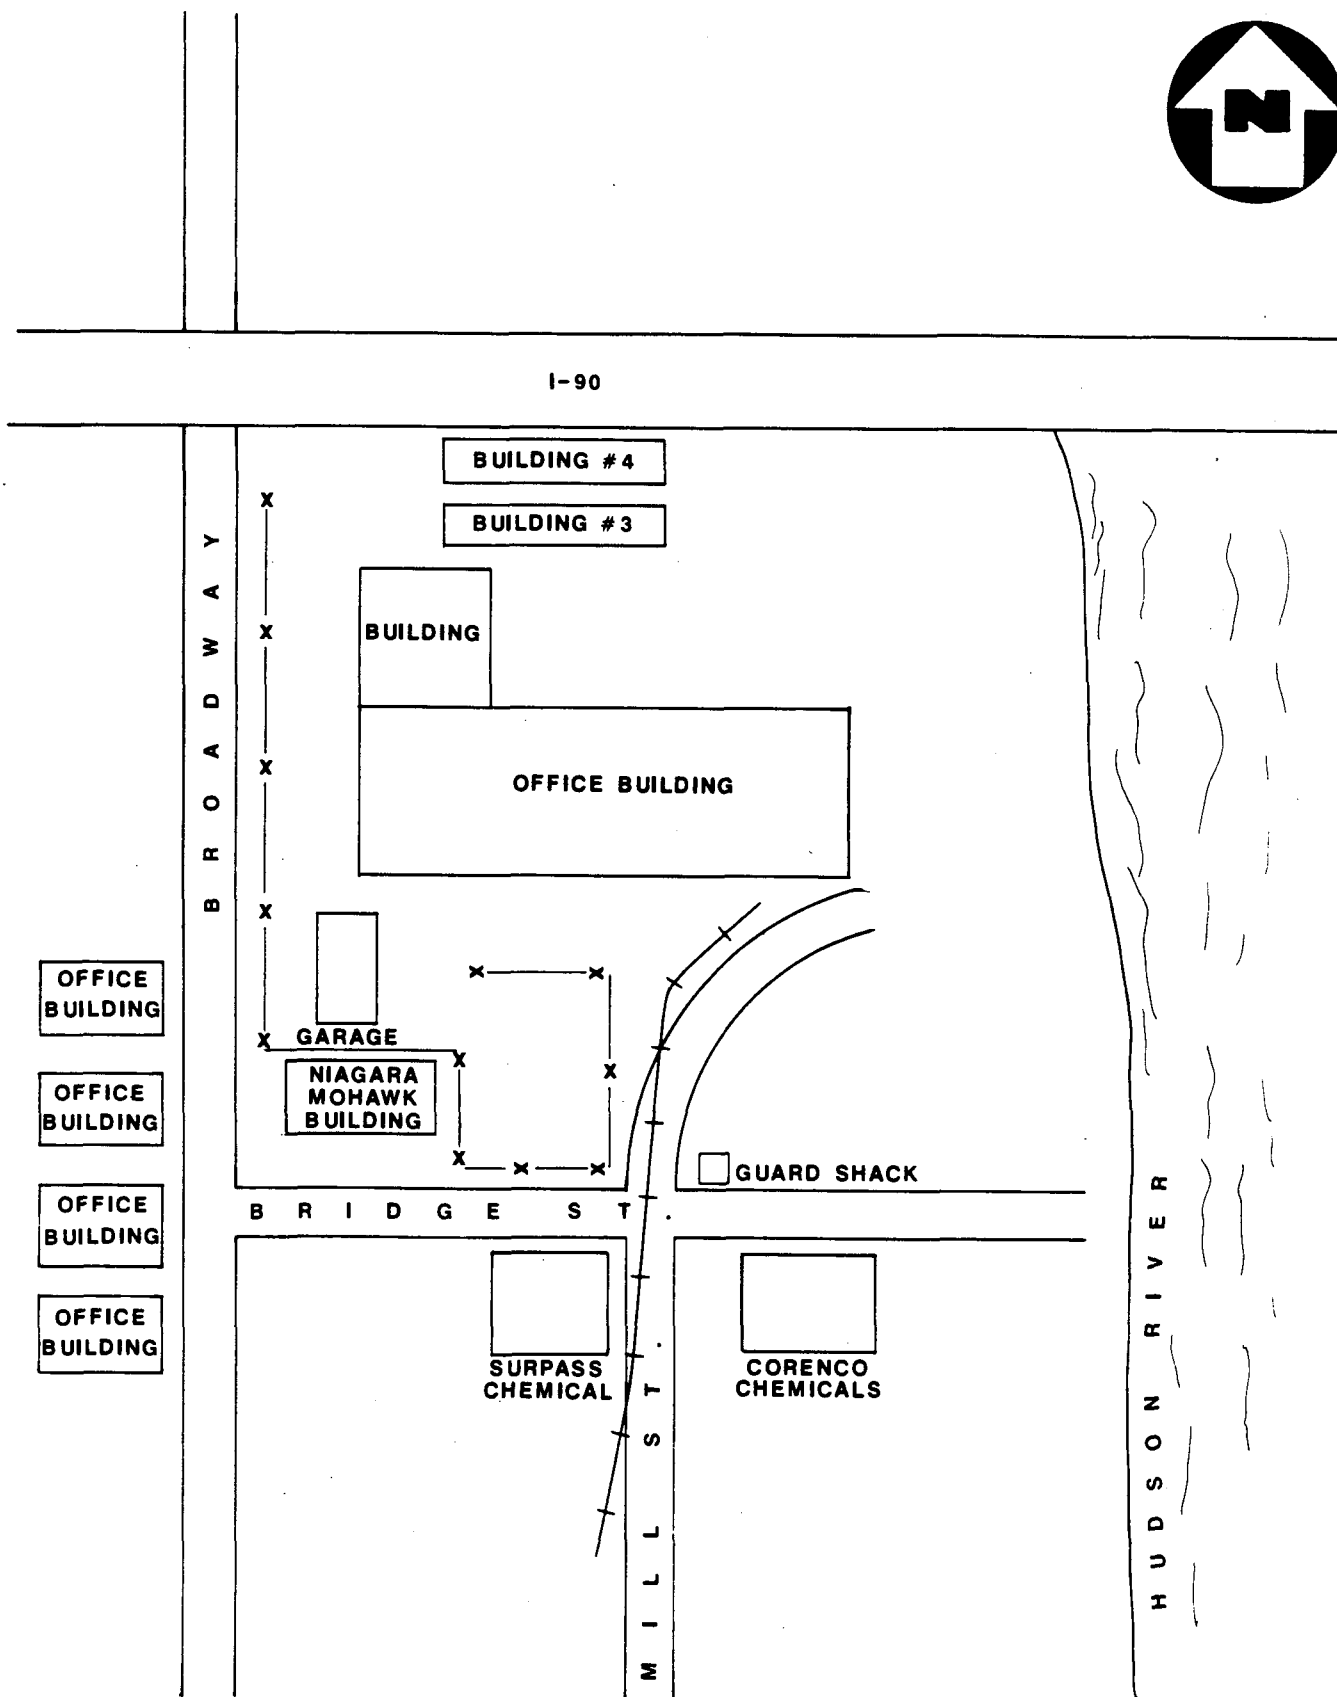 N
I-90
BUILDING #4
BUILDING #3
BROADWAY
BUILDING
OFFICE BUILDING
OFFICE
BUILDING
GARAGE
NIAGARA
MOHAWK
BUILDING
OFFICE
BUILDING
GUARD SHACK
OFFICE
BUILDING
BRIDGE ST.
OFFICE
BUILDING
SURPASS
CHEMICAL
CORENCO
CHEMICALS
MILL ST.
HUDSON RIVER